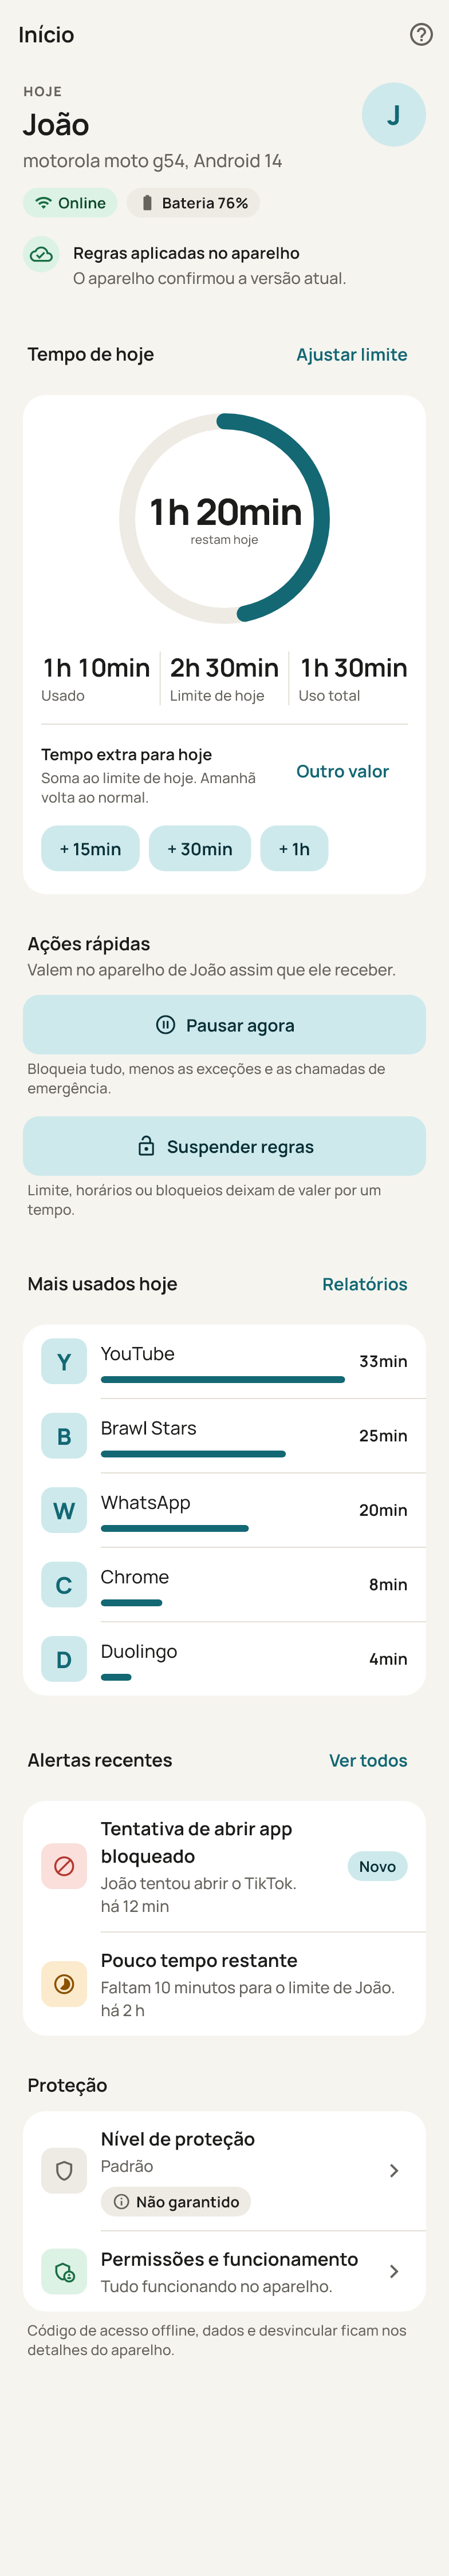 Início
HOJE
João
J
motorola moto g54, Android 14
Online
Bateria 76%
Regras aplicadas no aparelho
O aparelho confirmou a versão atual.
Tempo de hoje
Ajustar limite
1h 20min
restam hoje
1h 10min
Usado
2h 30min
Limite de hoje
1h 30min
Uso total
Tempo extra para hoje
Soma ao limite de hoje. Amanhã
volta ao normal.
Outro valor
+ 15min
+ 30min
+ 1h
Ações rápidas
Valem no aparelho de João assim que ele receber.
Pausar agora
Bloqueia tudo, menos as exceções e as chamadas de
emergência.
Suspender regras
Limite, horários ou bloqueios deixam de valer por um
tempo.
Mais usados hoje
Relatórios
Y
YouTube
33min
B
Brawl Stars
25min
W
WhatsApp
20min
C
Chrome
8min
D
Duolingo
4min
Alertas recentes
Ver todos
Tentativa de abrir app
bloqueado
João tentou abrir o TikTok.
há 12 min
Novo
Pouco tempo restante
Faltam 10 minutos para o limite de João.
há 2 h
Proteção
Nível de proteção
Padrão
Não garantido
Permissões e funcionamento
Tudo funcionando no aparelho.
Código de acesso offline, dados e desvincular ficam nos
detalhes do aparelho.